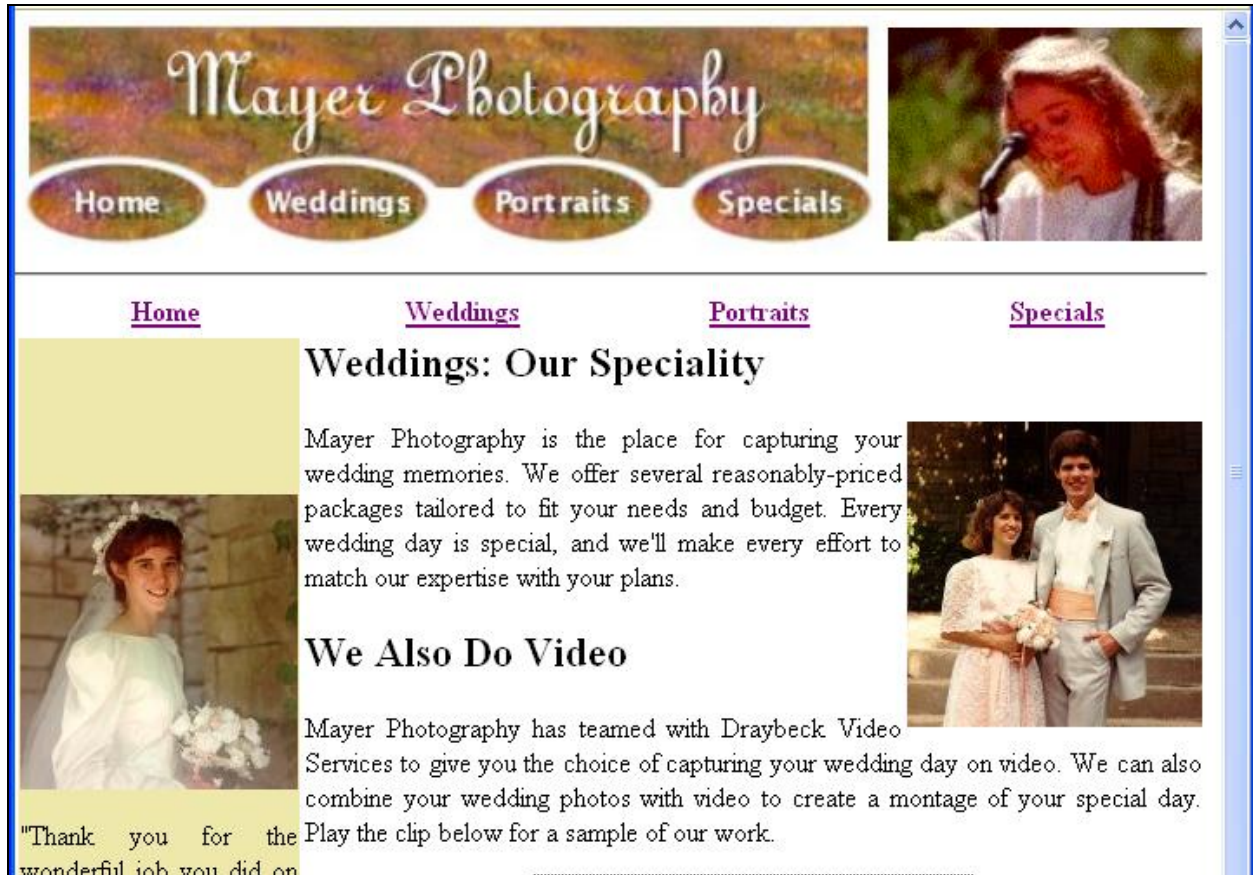 Mayer Photography
Home Weddings Portraits Specials
Home Weddings Portraits Specials
Weddings: Our Speciality
Mayer Photography is the place for capturing your
wedding memories. We offer several reasonably-priced
packages tailored to fit your needs and budget. Every
wedding day is special, and we'll make every effort to
match our expertise with your plans.
We Also Do Video
Mayer Photography has teamed with Draybeck Video
Services to give you the choice of capturing your wedding day on video. We can also
combine your wedding photos with video to create a montage of your special day.
Play the clip below for a sample of our work.
"Thank you for the
wonderful job you did on